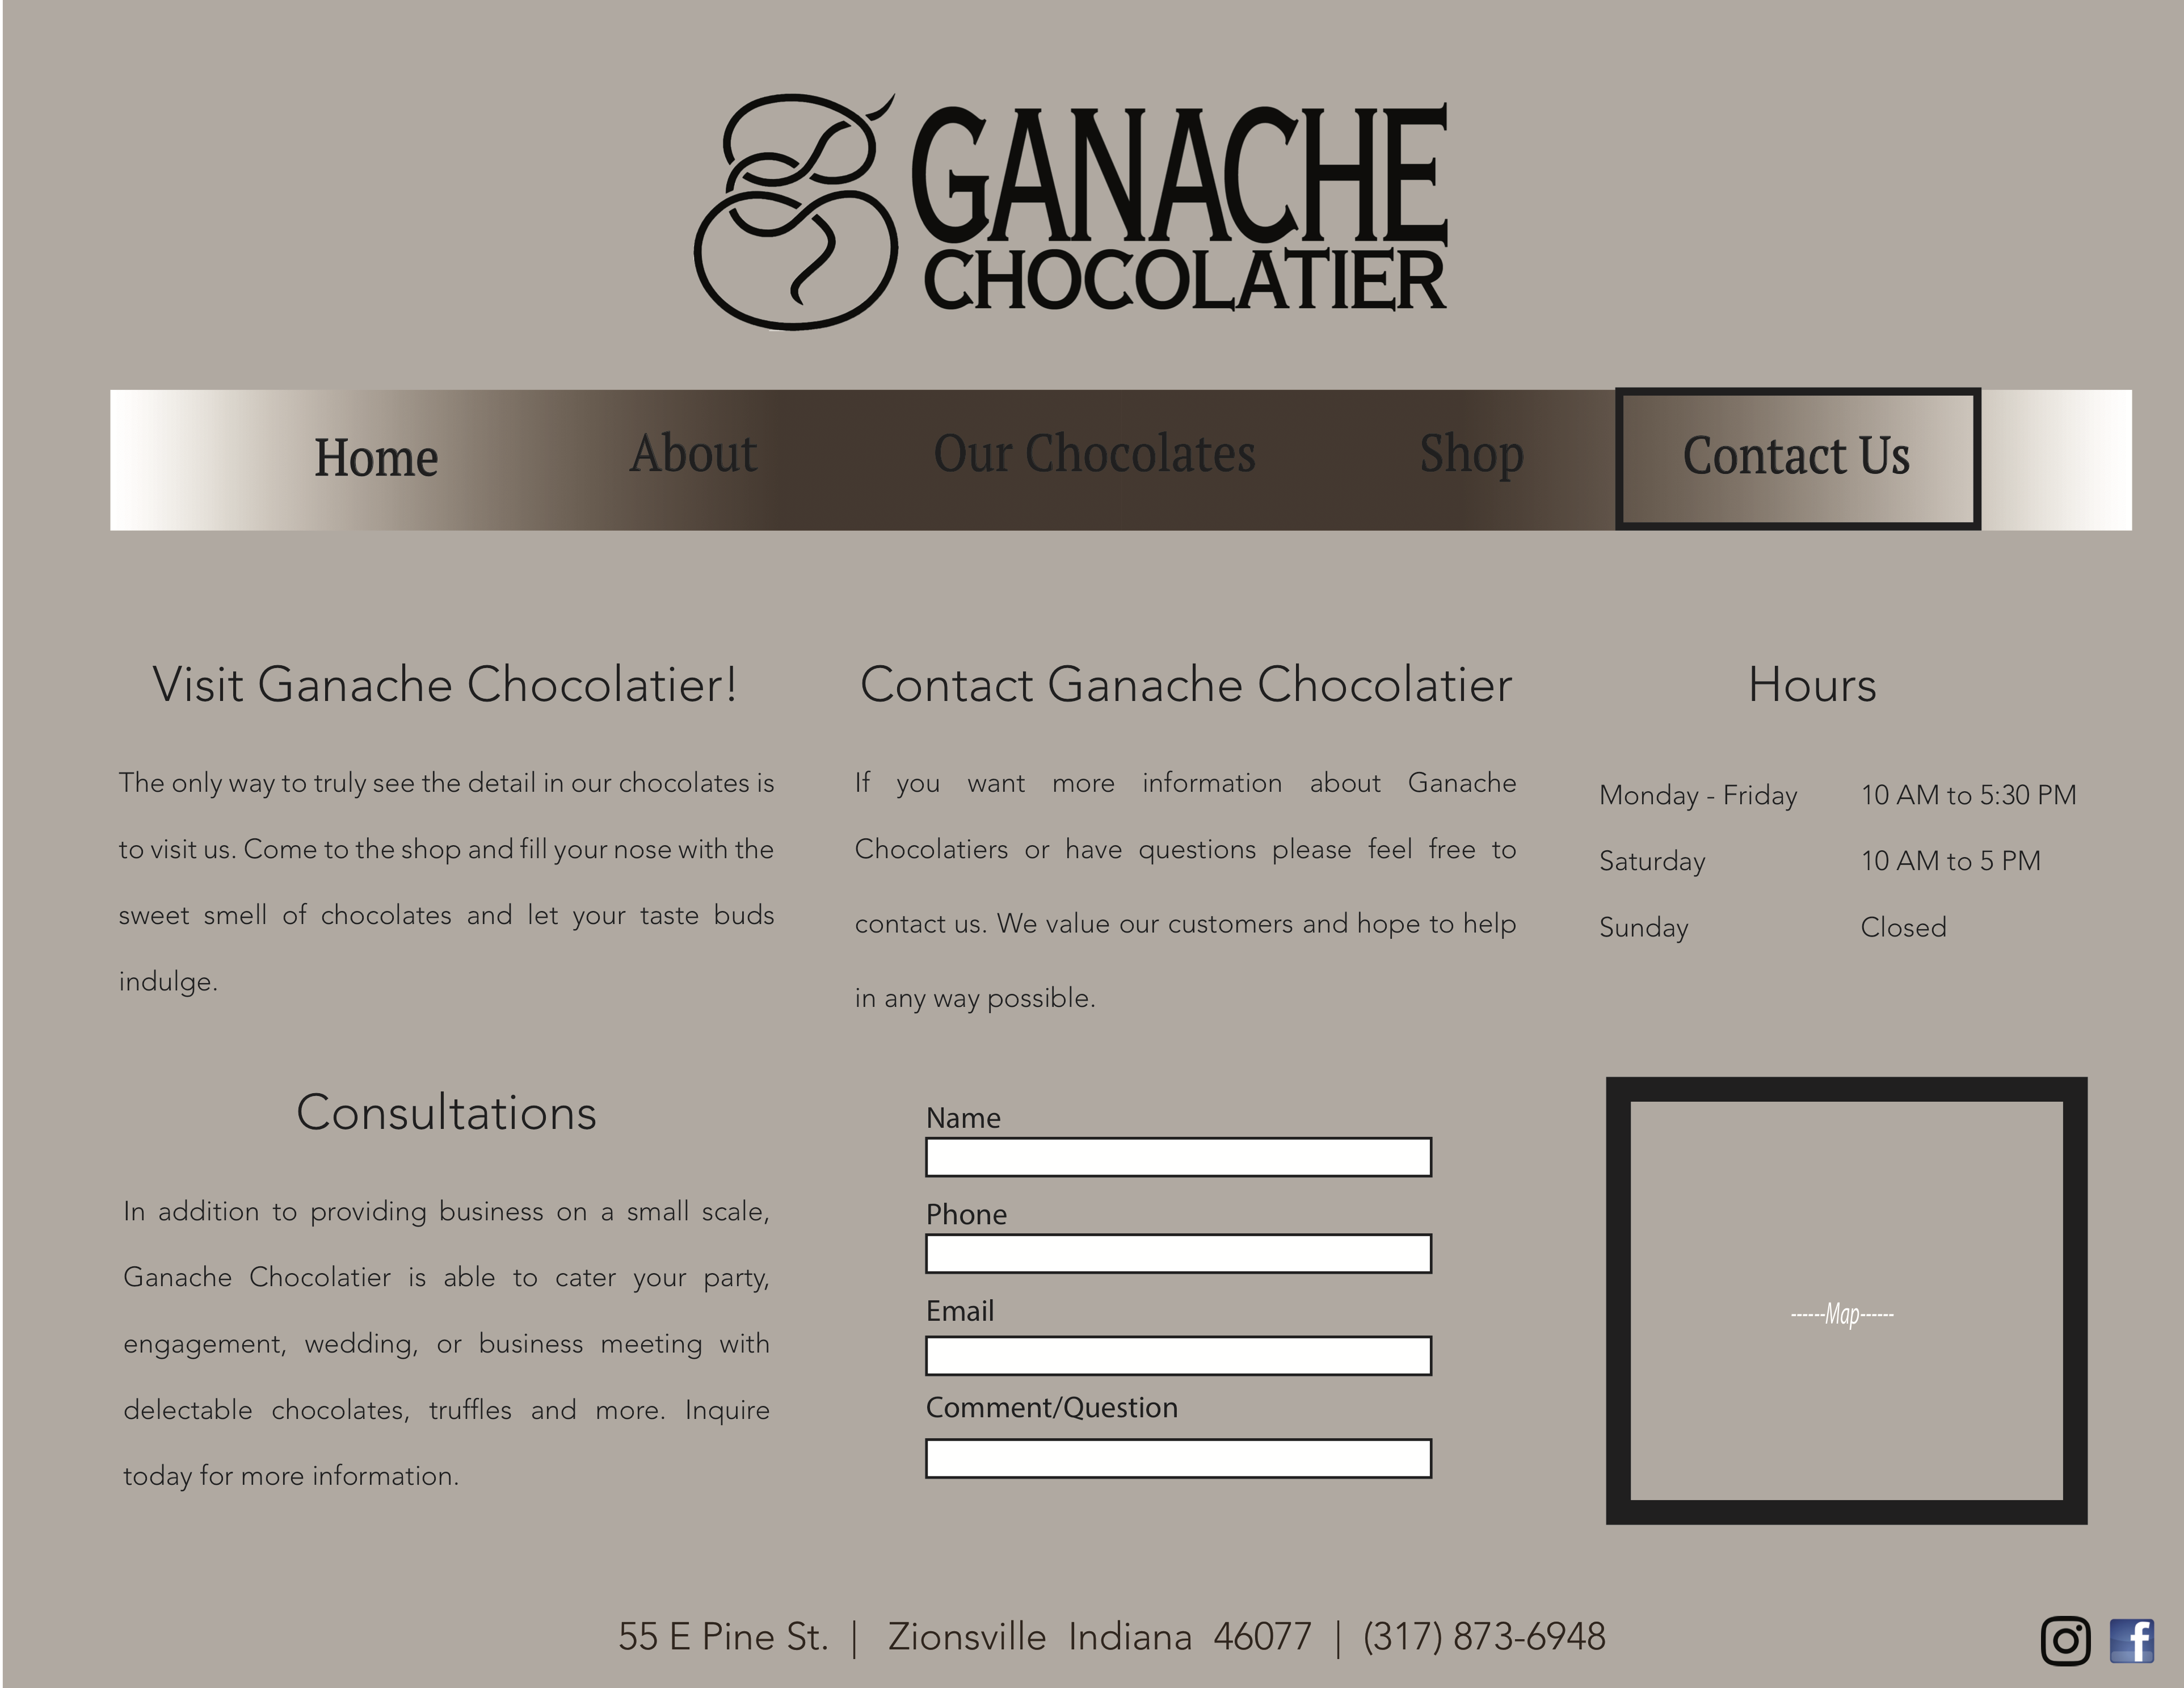 GANACHE
CHOCOLATIER
Home
About
Our Chocolates
Shop
Contact Us
Visit Ganache Chocolatier!
The only way to truly see the detail in our chocolates is
to visit us. Come to the shop and fill your nose with the
sweet smell of chocolates and let your taste buds
indulge.
Contact Ganache Chocolatier
If you want more information about Ganache
Chocolatiers or have questions please feel free to
contact us. We value our customers and hope to help
in any way possible.
Hours
Monday - Friday 10 AM to 5:30 PM
Saturday 10 AM to 5 PM
Sunday Closed
Consultations
In addition to providing business on a small scale,
Ganache Chocolatier is able to cater your party,
engagement, wedding, or business meeting with
delectable chocolates, truffles and more. Inquire
today for more information.
Name
Phone
Email
Comment/Question
------Map------
55 E Pine St. | Zionsville Indiana 46077 | (317) 873-6948
f